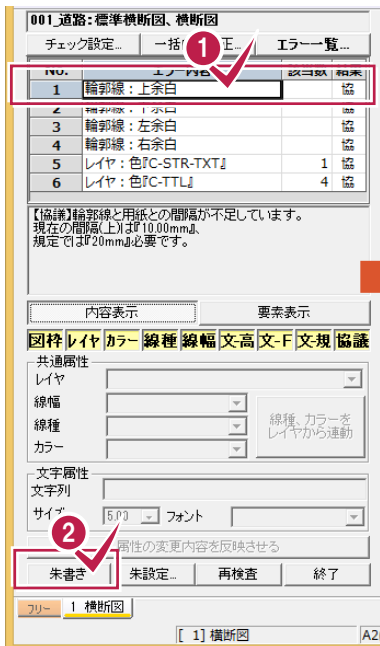 001_道路:標準横断図、横断図
チェック設定... 一括 正... エラー一覧...
NO. エラー内容 該当数 結果
1 輪郭線：上余白 協
2 輪郭線：下余白 協
3 輪郭線：左余白 協
4 輪郭線：右余白 協
5 レイヤ：色『C-STR-TXT』 1 協
6 レイヤ：色『C-TTL』 4 協
【協議】輪郭線と用紙との間隔が不足しています。
現在の間隔(上)は『10.00mm』、
規定では『20mm』必要です。
内容表示 要素表示
図枠 レイヤ カラー 線種 線幅 文高 文-F 文規 協議
共通属性
レイヤ
線幅
線種
カラー
線種、カラーを
レイヤから連動
文字属性
文字列
サイズ 5.00 フォント
属性の変更内容を反映させる
朱書き 朱設定... 再検査 終了
フリー 1 横断図
[ 1] 横断図 A2
1
2